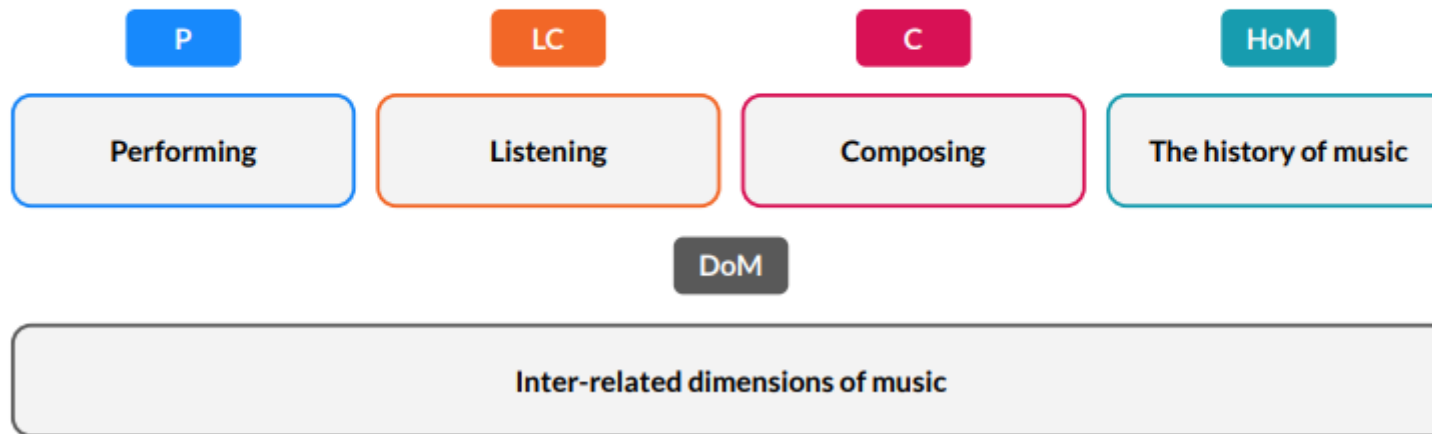 P
LC
C
HoM
Performing
Listening
Composing
The history of music
DoM
Inter-related dimensions of music